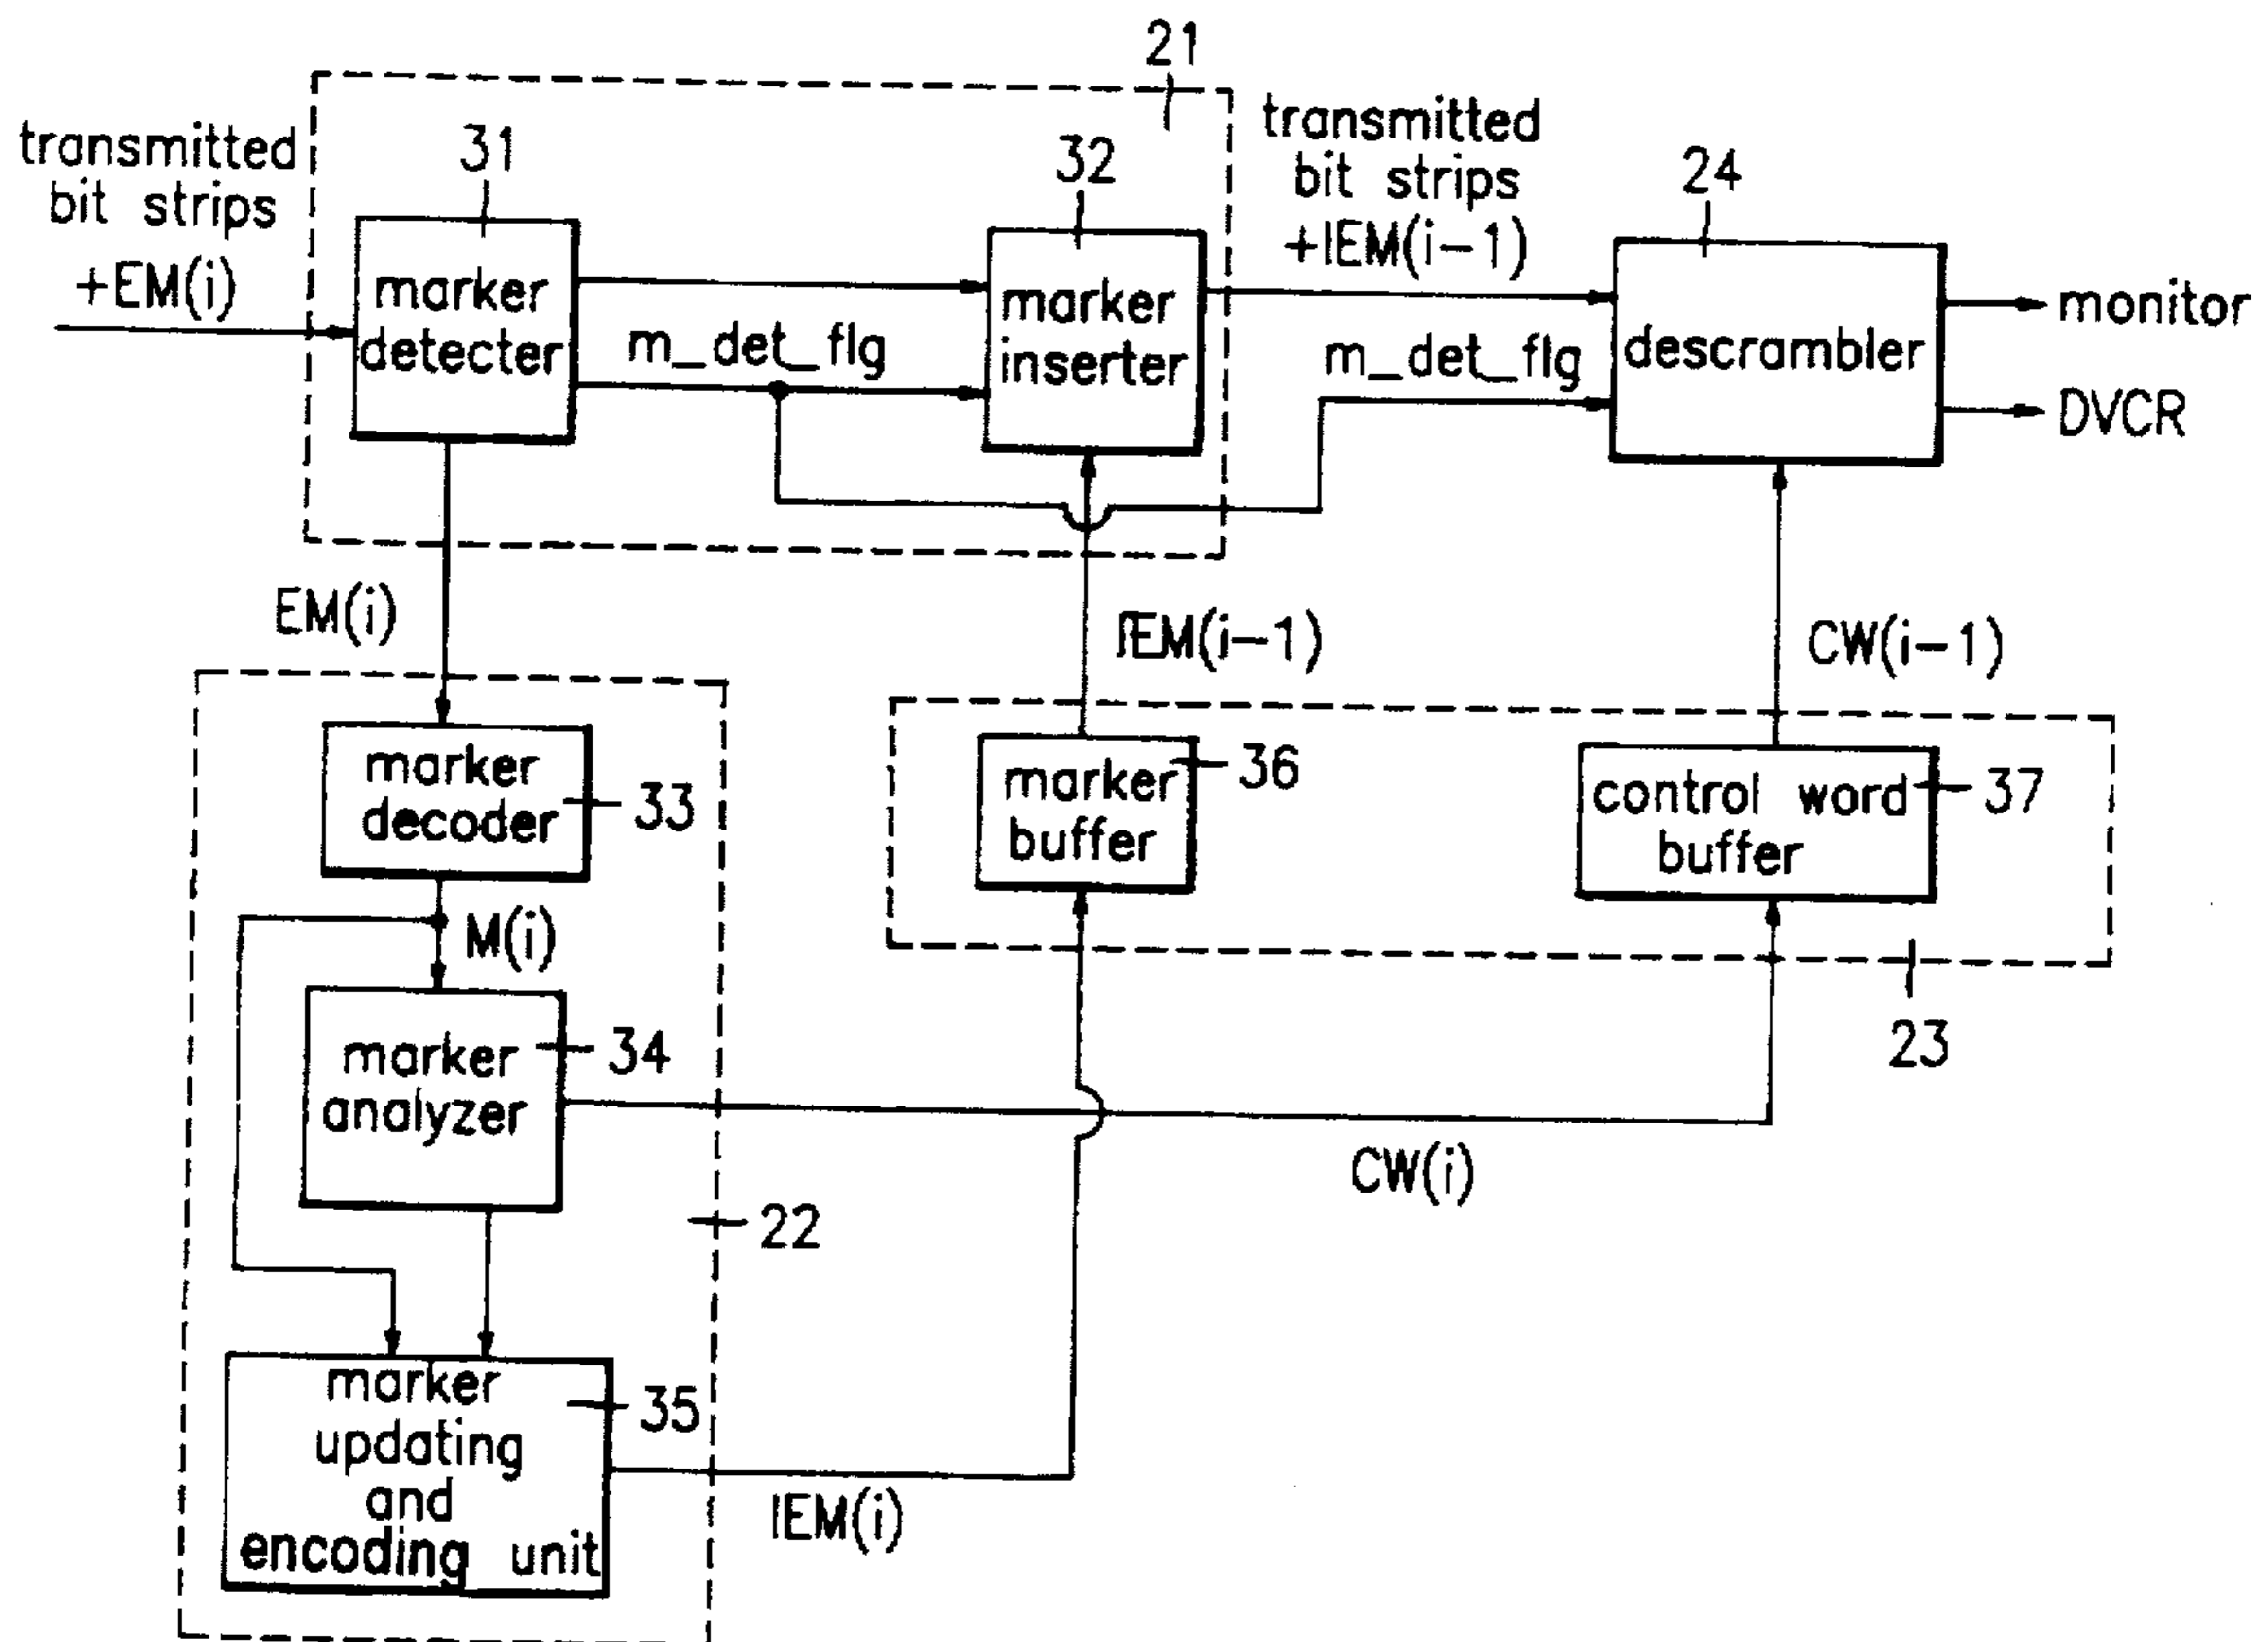 21
transmitted
bit strips
+EM(i)
31
32
transmitted
bit strips
+IEM(i-1)
24
marker
detecter
m_det_flg
marker
inserter
m_det_flg
descrambler
monitor
DVCR
EM(i)
IEM(i-1)
CW(i-1)
marker
decoder
33
marker
buffer
36
control word
buffer
37
M(i)
marker
analyzer
34
23
CW(i)
22
marker
updating
and
encoding unit
35
IEM(i)